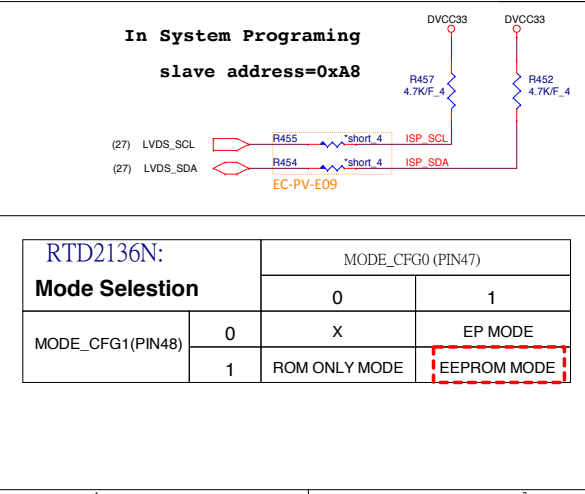 DVCC33 DVCC33
In System Programing
slave address=0xA8
R457 R452
4.7K/F_4 4.7K/F_4
(27) LVDS_SCL R455 *short_4 ISP_SCL
(27) LVDS_SDA R454 *short_4 ISP_SDA
EC-PV-E09
RTD2136N: MODE_CFG0 (PIN47)
Mode Selection 0 1
MODE_CFG1(PIN48) 0 X EP MODE
1 ROM ONLY MODE EEPROM MODE